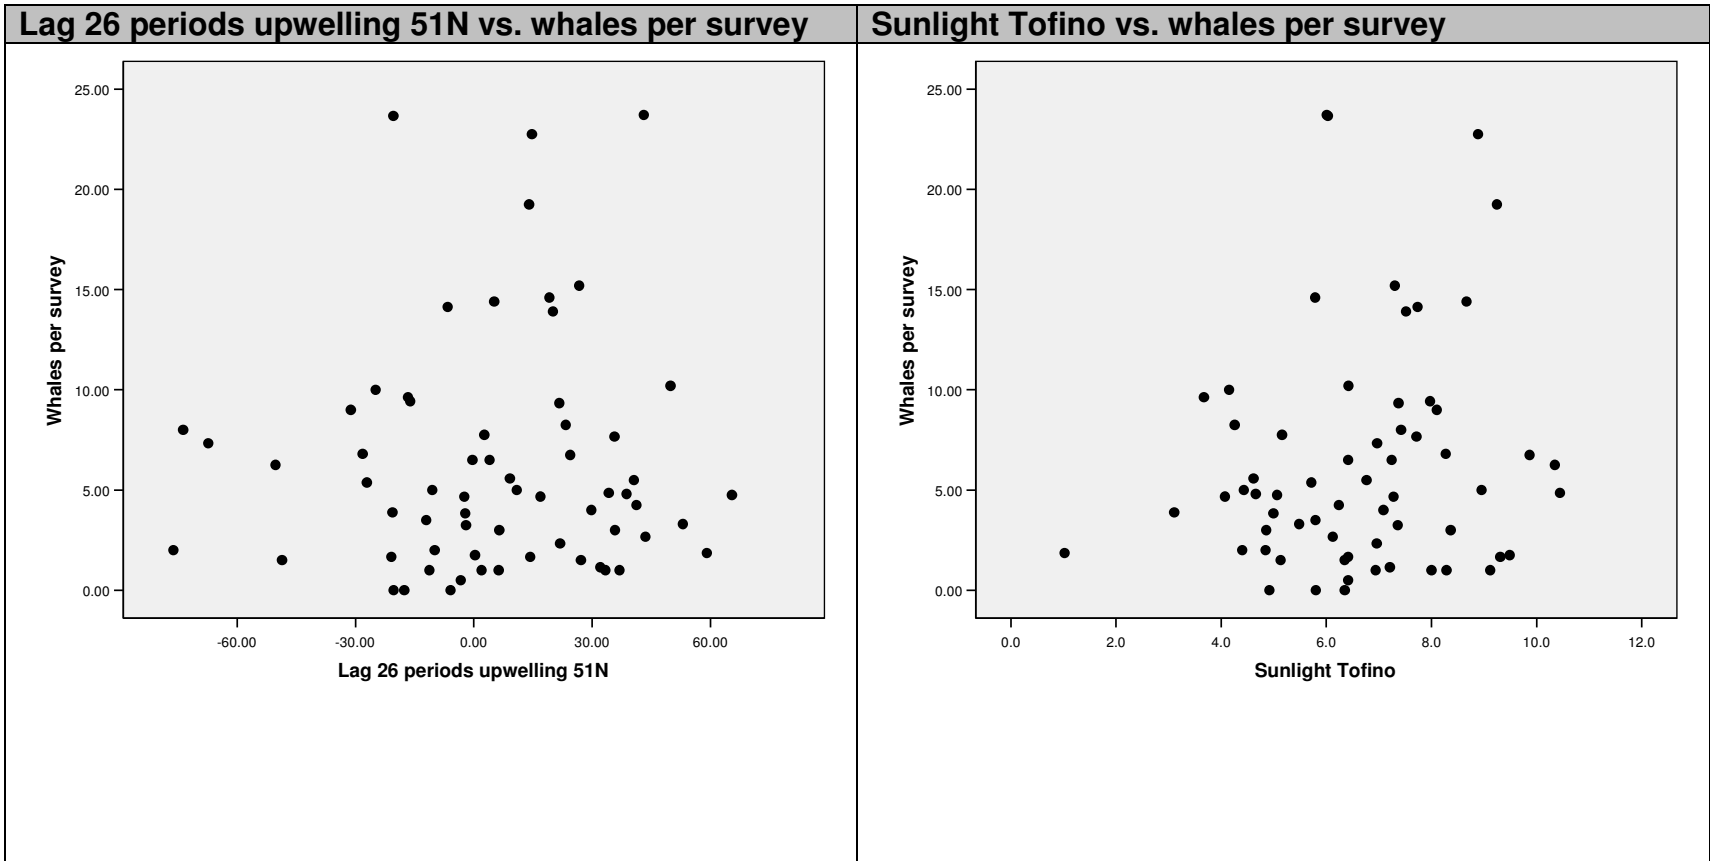 Lag 26 periods upwelling 51N vs. whales per survey
25.00
20.00
15.00
10.00
5.00
0.00
Whales per survey
-60.00 -30.00 0.00 30.00 60.00
Lag 26 periods upwelling 51N
Sunlight Tofino vs. whales per survey
25.00
20.00
15.00
10.00
5.00
0.00
Whales per survey
0.0 2.0 4.0 6.0 8.0 10.0 12.0
Sunlight Tofino